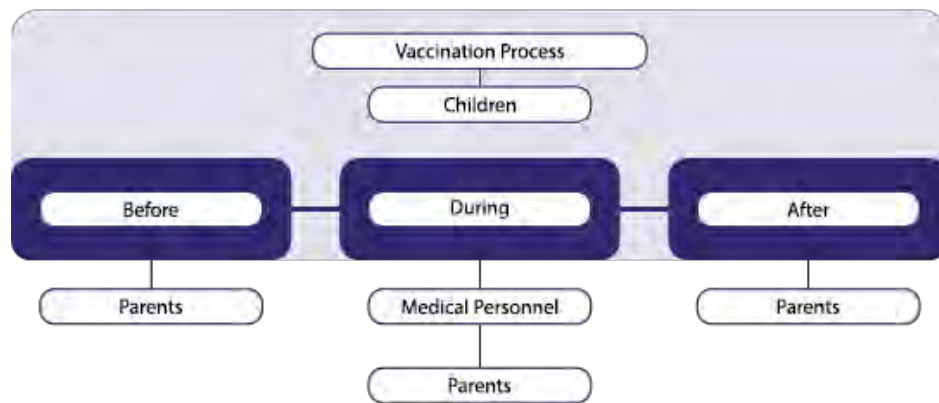 Vaccination Process
Children
Before
During
After
Parents
Medical Personnel
Parents
Parents